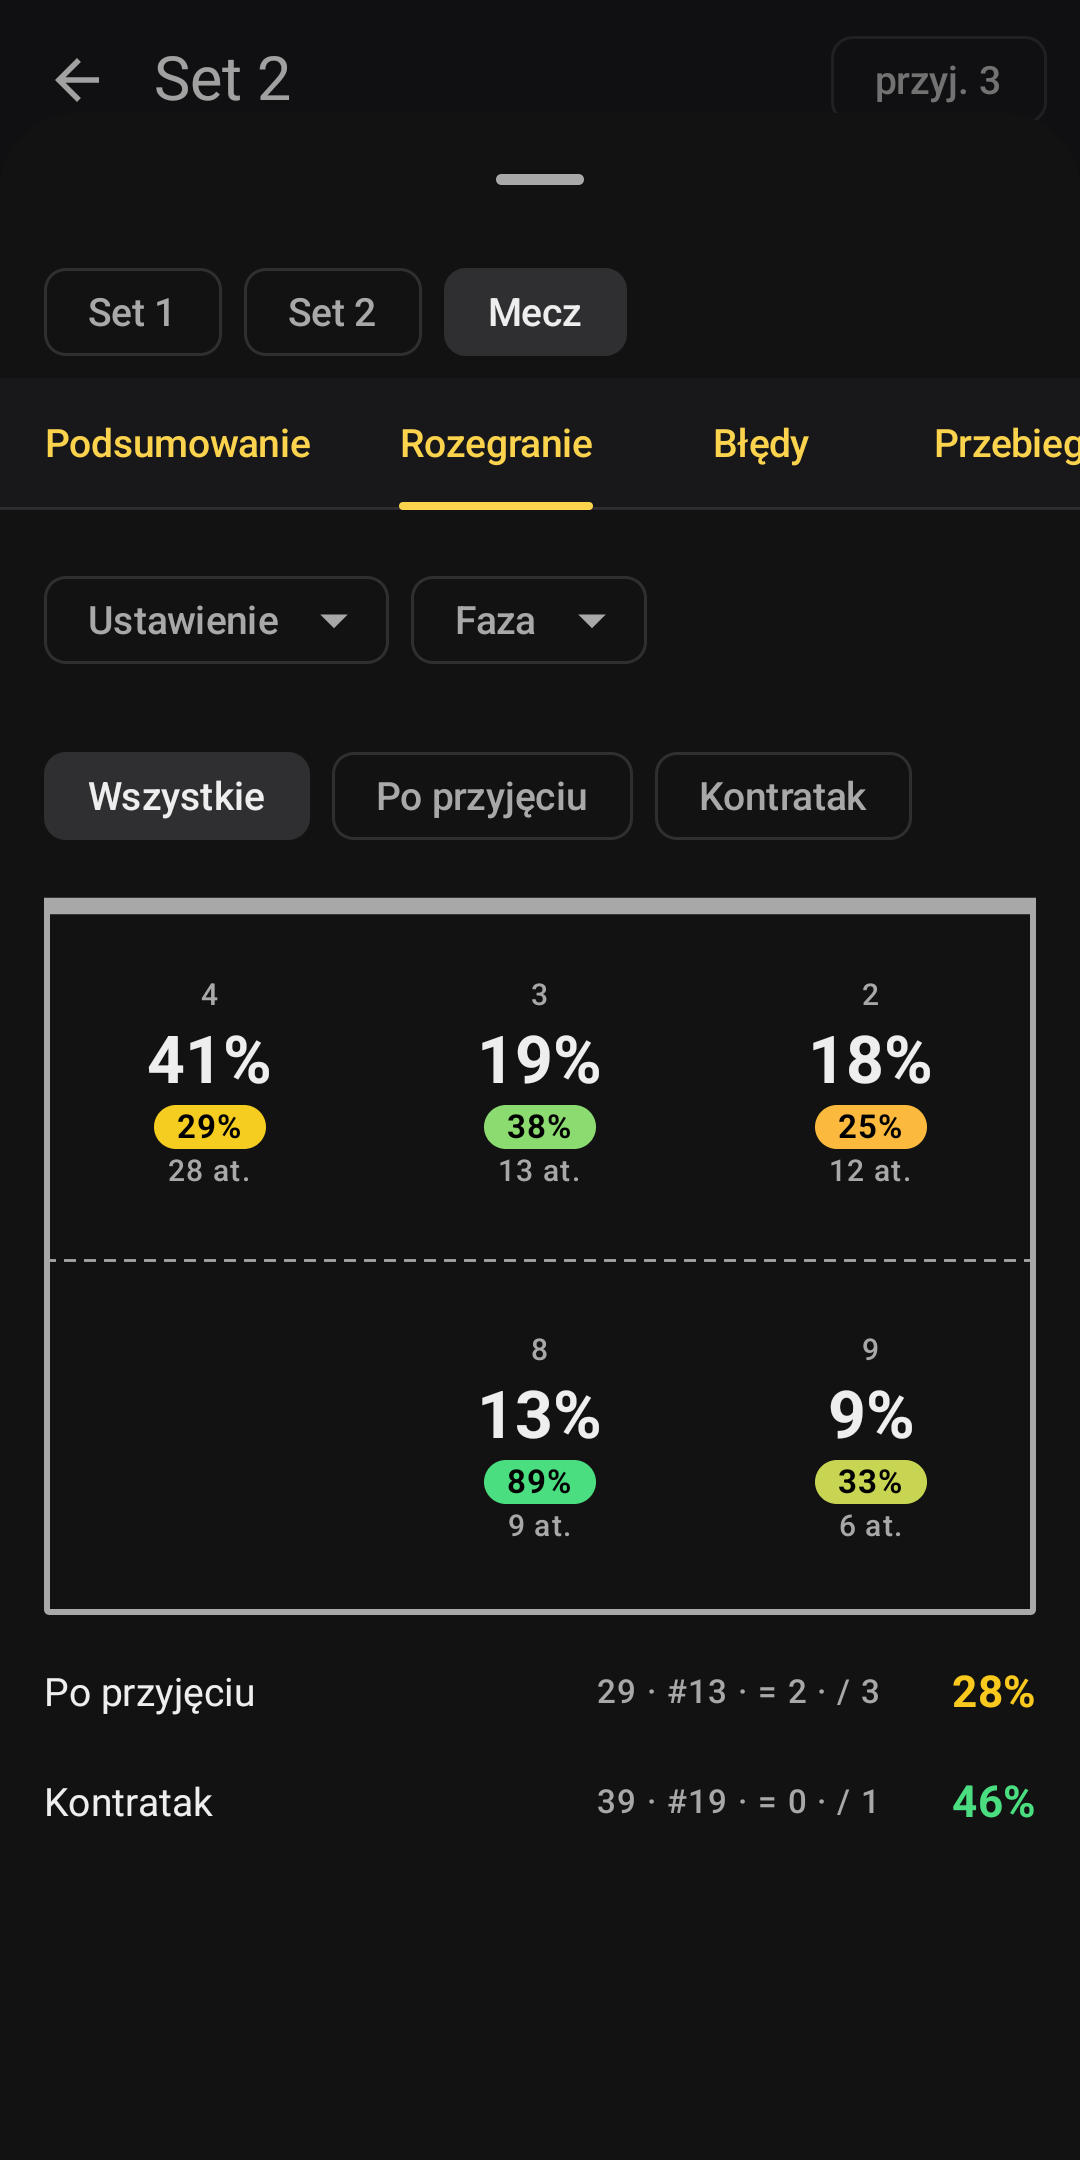 Set 2
przyj. 3
Set 1 Set 2 Mecz
Podsumowanie Rozegranie Błędy Przebieg
Ustawienie Faza
Wszystkie Po przyjęciu Kontratak
4 3 2
41% 19% 18%
29% 38% 25%
28 at. 13 at. 12 at.
8 9
13% 9%
89% 33%
9 at. 6 at.
Po przyjęciu 29 · #13 · = 2 · / 3 28%
Kontratak 39 · #19 · = 0 · / 1 46%